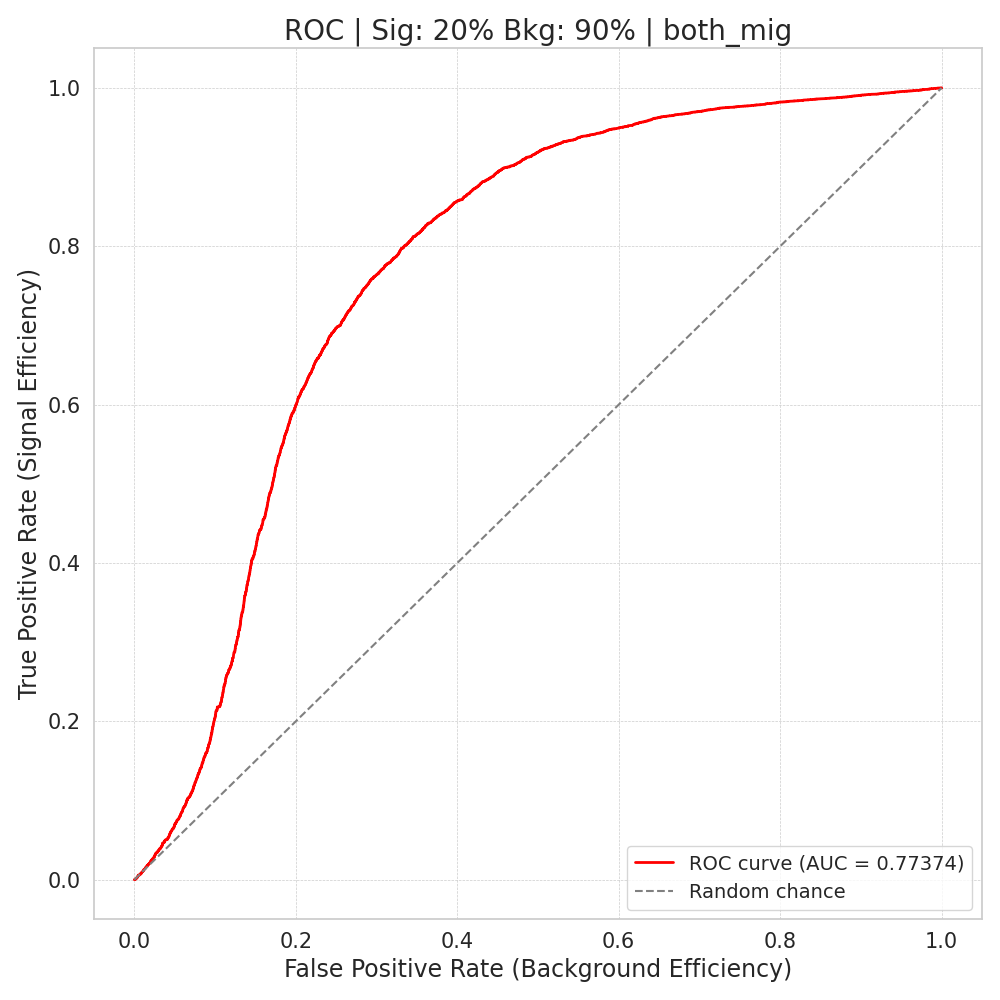 ROC | Sig: 20% Bkg: 90% | both_mig
True Positive Rate (Signal Efficiency)
1.0
0.8
0.6
0.4
0.2
0.0
ROC curve (AUC = 0.77374)
Random chance
0.0 0.2 0.4 0.6 0.8 1.0
False Positive Rate (Background Efficiency)